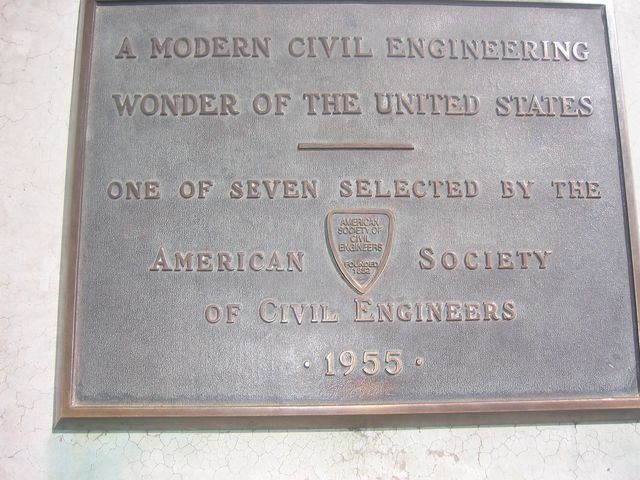 A MODERN CIVIL ENGINEERING
WONDER OF THE UNITED STATES
ONE OF SEVEN SELECTED BY THE
AMERICAN SOCIETY
AMERICAN
SOCIETY OF
CIVIL
ENGINEERS
FOUNDED
1852
OF CIVIL ENGINEERS
· 1955 ·